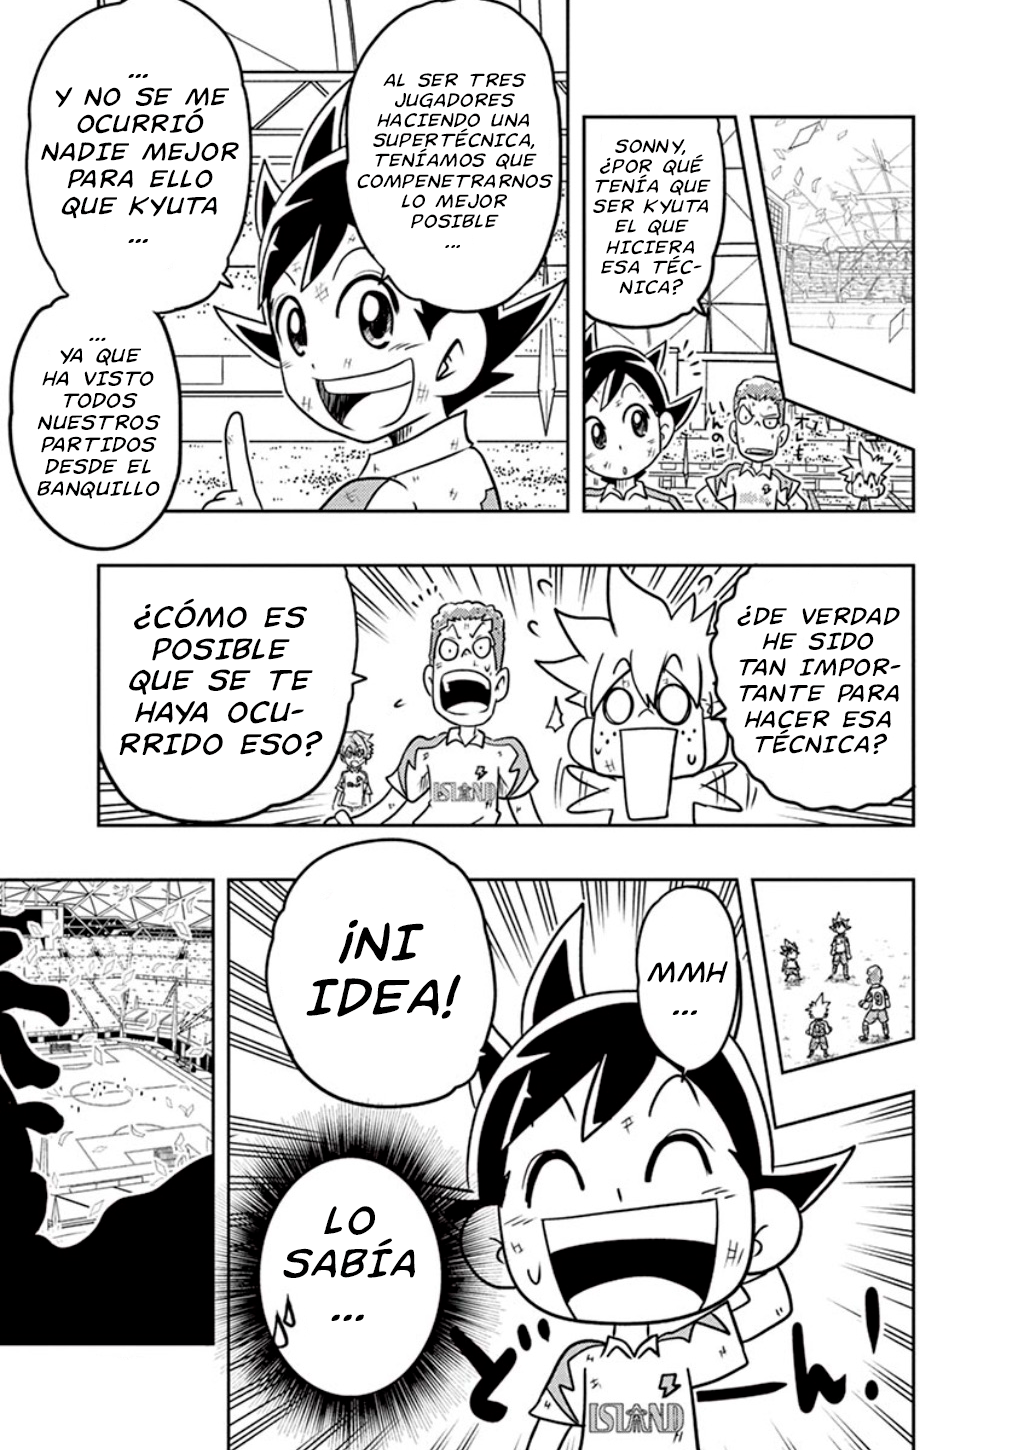 SONNY,
¿POR QUÉ
TENÍA QUE
SER KYUTA
EL QUE
HICIERA
ESA TÉC-
NICA?
AL SER TRES
JUGADORES
HACIENDO UNA
SUPERTÉCNICA,
TENÍAMOS QUE
COMPENETRARNOS
LO MEJOR
POSIBLE
...
...
Y NO SE ME
OCURRIÓ
NADIE MEJOR
PARA ELLO
QUE KYUTA
...
...
YA QUE
HA VISTO
TODOS
NUESTROS
PARTIDOS
DESDE EL
BANQUILLO
¿DE VERDAD
HE SIDO
TAN IMPOR-
TANTE PARA
HACER ESA
TÉCNICA?
¿CÓMO ES
POSIBLE
QUE SE TE
HAYA OCU-
RRIDO ESO?
ISLAND
MMH
...
¡NI
IDEA!
LO
SABÍA
...
どーん!
ISLAND